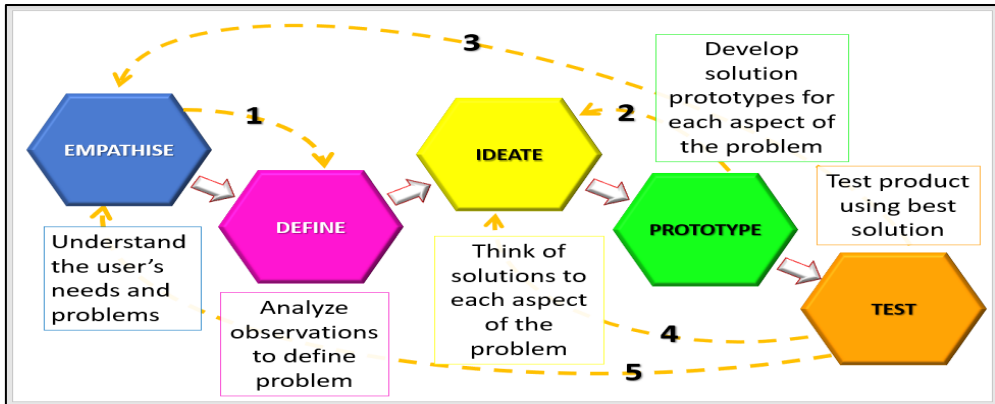 3
Develop
solution
prototypes for
each aspect of
the problem
1
2
EMPATHISE
IDEATE
Test product
using best
solution
DEFINE
PROTOTYPE
Understand
the user's
needs and
problems
Think of
solutions to
each aspect
of the
problem
Analyze
observations
to define
problem
TEST
4
5